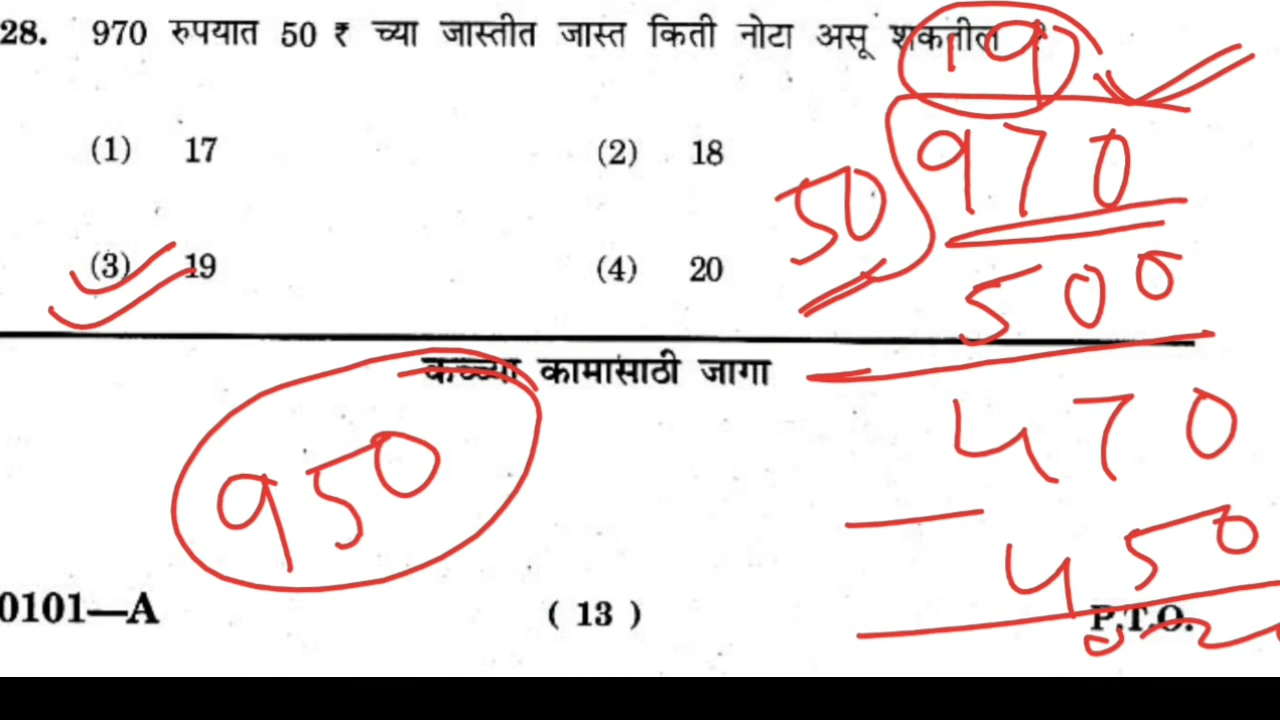 28. 970 रुपयात 50 ₹ च्या जास्तीत जास्त किती नोटा असू शकतील ?
19
(1) 17 (2) 18
50 970
(3) 19 (4) 20
500
कच्च्या कामासाठी जागा
470
950
450
0101—A ( 13 ) P.T.O.